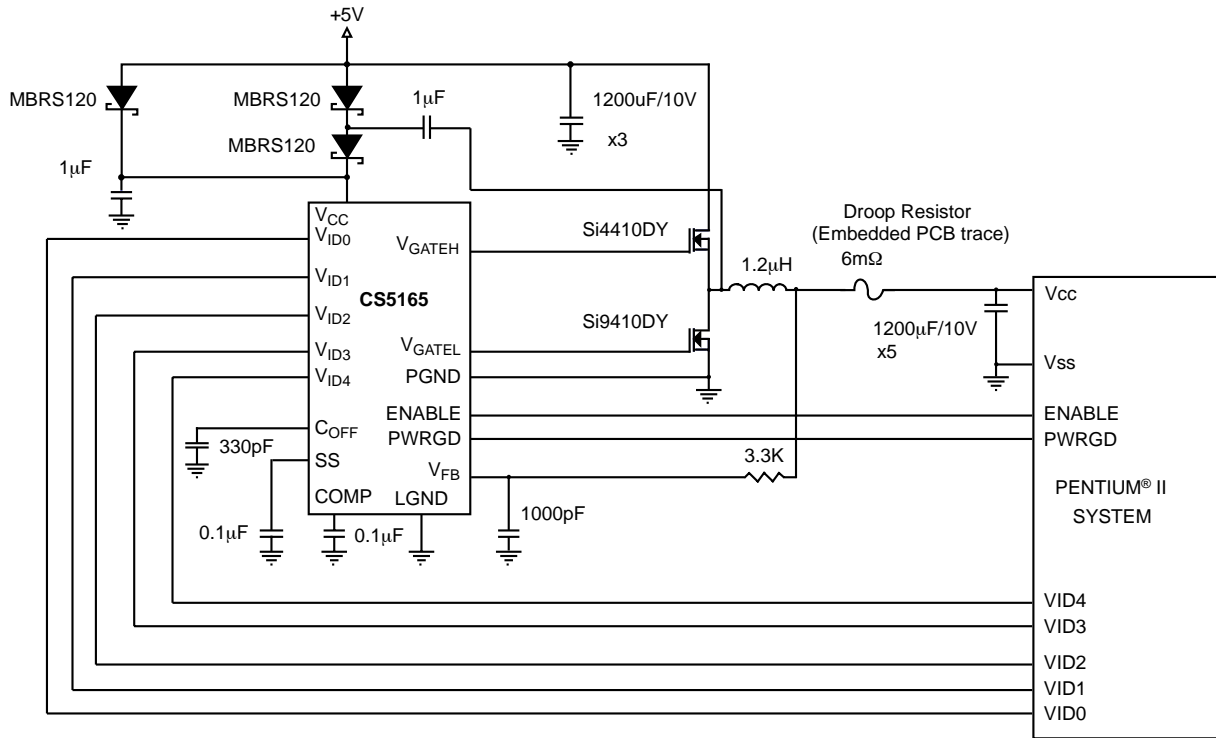 +5V
MBRS120
MBRS120
1μF
1200uF/10V
x3
MBRS120
1μF
Droop Resistor
(Embedded PCB trace)
6mΩ
Si4410DY
1.2μH
VCC
VID0
VGATEH
VID1
CS5165
VID2
Si9410DY
VID3
VGATEL
VID4
PGND
Vcc
1200μF/10V
x5
Vss
ENABLE
ENABLE
COFF
PWRGD
PWRGD
330pF
SS
VFB
3.3K
COMP
LGND
1000pF
0.1μF
0.1μF
PENTIUM® II
SYSTEM
VID4
VID3
VID2
VID1
VID0